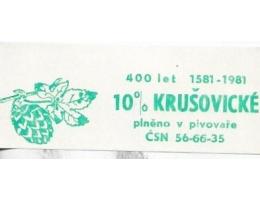 400 let 1581-1981
10% KRUŠOVICKÉ
plněno v pivovaře
ČSN 56-66-35